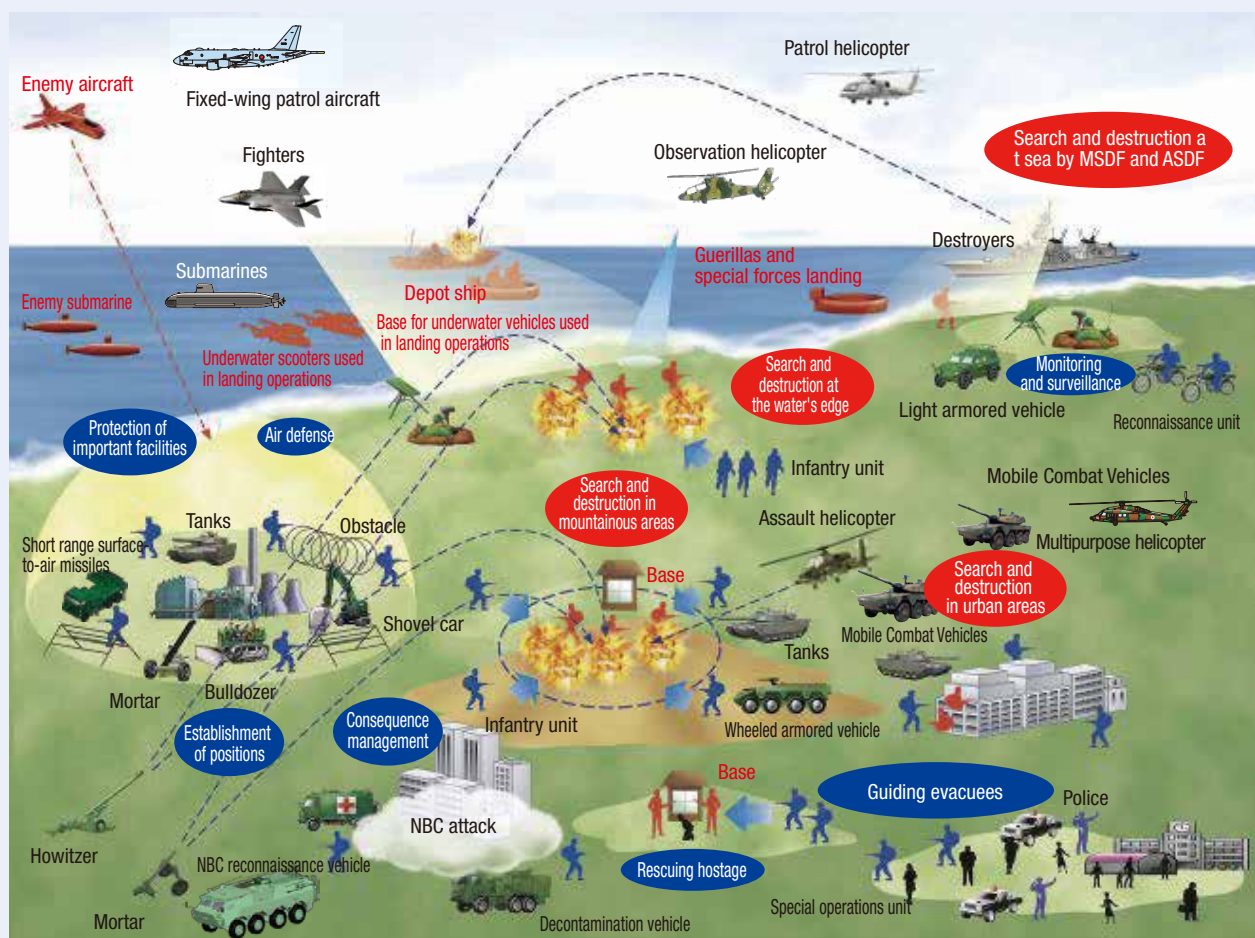 Patrol helicopter
Enemy aircraft
Fixed-wing patrol aircraft
Search and destruction a
t sea by MSDF and ASDF
Fighters
Observation helicopter
Destroyers
Guerillas and
special forces landing
Submarines
Enemy submarine
Depot ship
Base for underwater vehicles used
in landing operations
Underwater scooters used
in landing operations
Search and
destruction at
the water's edge
Monitoring
and surveillance
Light armored vehicle
Reconnaissance unit
Protection of
important facilities
Air defense
Infantry unit
Search and
destruction in
mountainous areas
Mobile Combat Vehicles
Assault helicopter
Multipurpose helicopter
Tanks
Obstacle
Short range surface-
to-air missiles
Base
Search and
destruction
in urban areas
Shovel car
Mobile Combat Vehicles
Tanks
Mortar
Bulldozer
Infantry unit
Wheeled armored vehicle
Establishment
of positions
Consequence
management
Base
Guiding evacuees
Police
NBC attack
Howitzer
NBC reconnaissance vehicle
Rescuing hostage
Mortar
Decontamination vehicle
Special operations unit